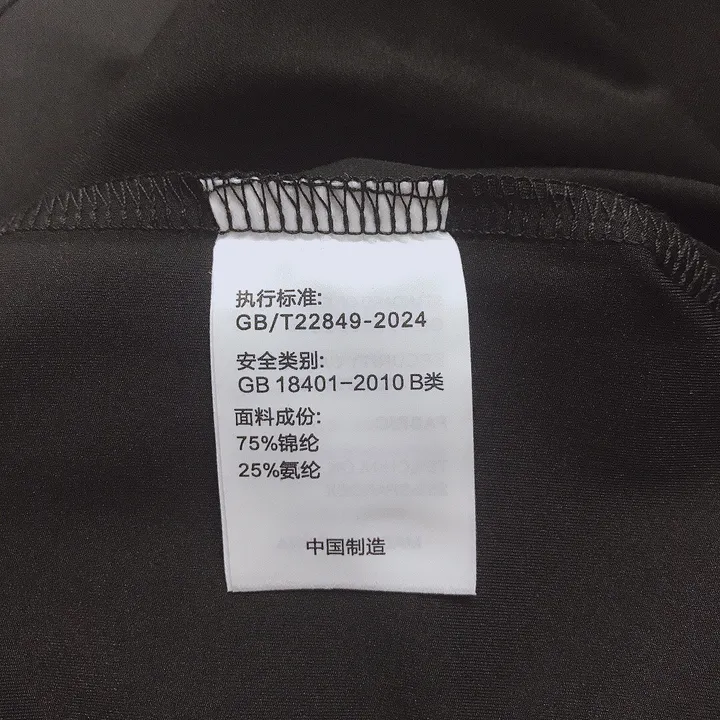 执行标准:
GB/T22849-2024
安全类别:
GB 18401-2010 B类
面料成份:
75%锦纶
25%氨纶
中国制造